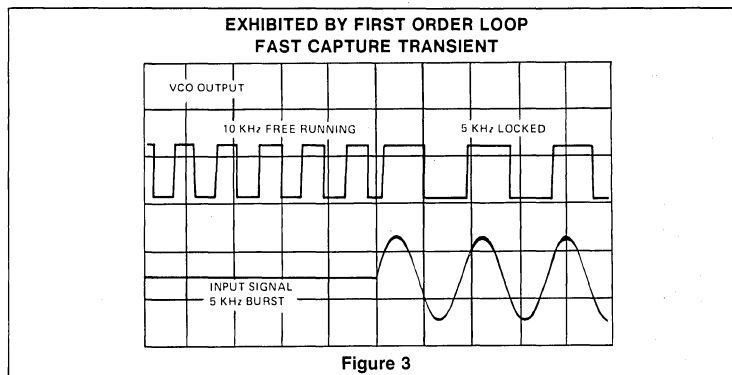 EXHIBITED BY FIRST ORDER LOOP
FAST CAPTURE TRANSIENT
VCO OUTPUT
10 KHz FREE RUNNING
5 KHz LOCKED
INPUT SIGNAL
5 KHz BURST
Figure 3